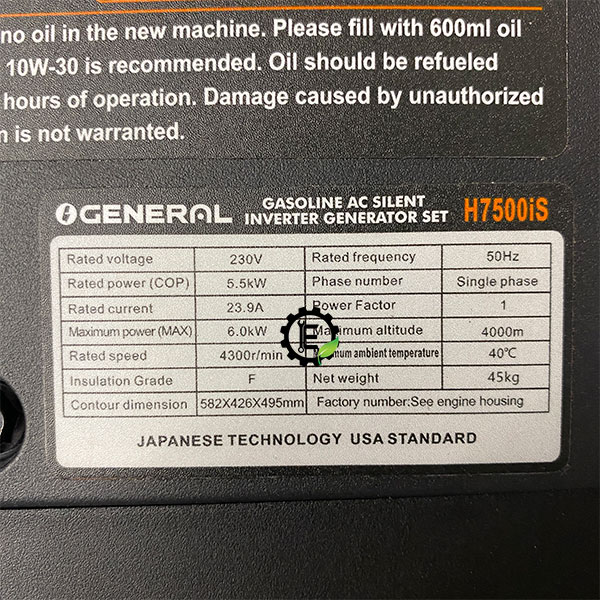 no oil in the new machine. Please fill with 600ml oil
10W-30 is recommended. Oil should be refueled
hours of operation. Damage caused by unauthorized
is not warranted.
GENERAL GASOLINE AC SILENT INVERTER GENERATOR SET H7500iS
Rated voltage 230V Rated frequency 50Hz
Rated power (COP) 5.5kW Phase number Single phase
Rated current 23.9A Power Factor 1
Maximum power (MAX) 6.0kW Maximum altitude 4000m
Rated speed 4300r/min ambient temperature 40℃
Insulation Grade F Net weight 45kg
Contour dimension 582X426X495mm Factory number:See engine housing
JAPANESE TECHNOLOGY USA STANDARD